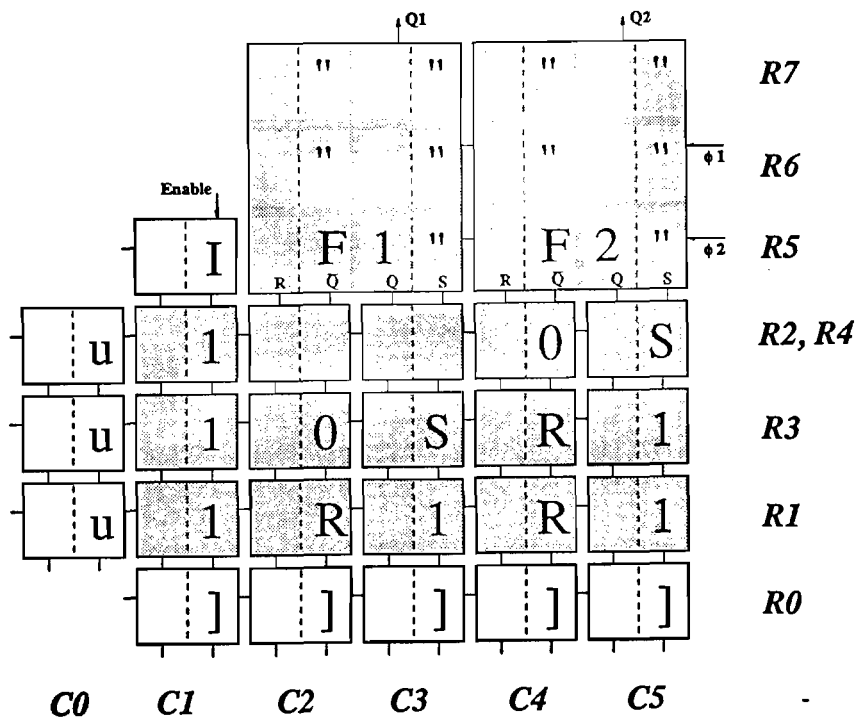 Q1 Q2
" " " " R7
" " " " ϕ1 R6
Enable
I F 1 " F 2 " ϕ2 R5
R Q̅ Q S R Q̅ Q S
u 1 0 S R2, R4
u 1 0 S R 1 R3
u 1 R 1 R 1 R1
] ] ] ] ] R0
C0 C1 C2 C3 C4 C5